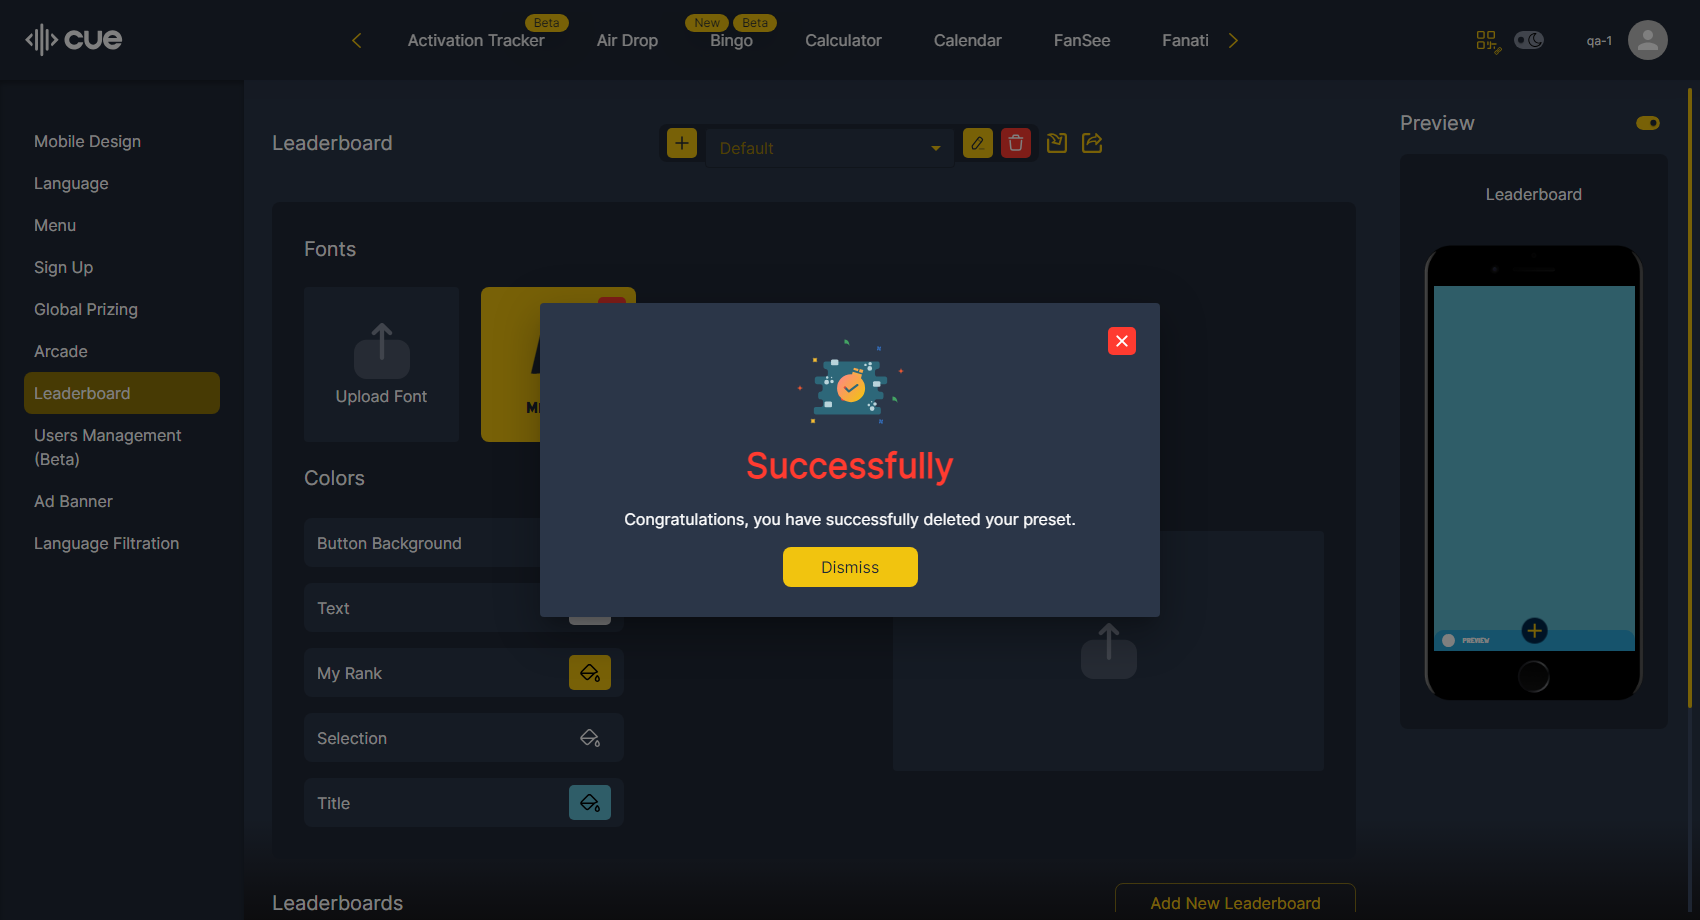 cue
Activation Tracker
Beta
Air Drop
New
Beta
Bingo
Calculator
Calendar
FanSee
Fanati
qa-1
Mobile Design
Language
Menu
Sign Up
Global Prizing
Arcade
Leaderboard
Users Management
(Beta)
Ad Banner
Language Filtration
Leaderboard
Default
Fonts
Upload Font
Colors
Button Background
Text
My Rank
Selection
Title
Successfully
Congratulations, you have successfully deleted your preset.
Dismiss
Leaderboards
Add New Leaderboard
Preview
Leaderboard
PREVIEW